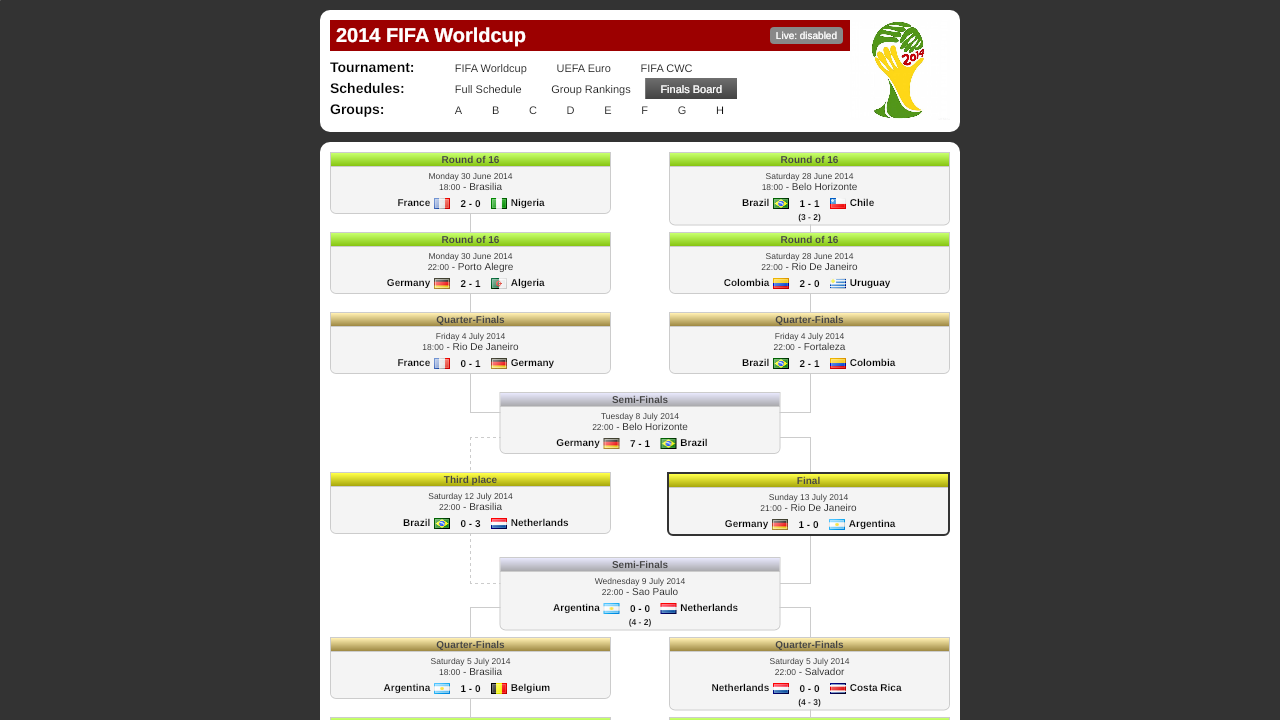 2014 FIFA Worldcup
Live: disabled
2014
Tournament:
FIFA Worldcup UEFA Euro FIFA CWC
Schedules:
Full Schedule Group Rankings Finals Board
Groups:
A B C D E F G H
Round of 16
Monday 30 June 2014
18:00 - Brasilia
France 2 - 0 Nigeria
Round of 16
Saturday 28 June 2014
18:00 - Belo Horizonte
Brazil 1 - 1 Chile
(3 - 2)
Round of 16
Monday 30 June 2014
22:00 - Porto Alegre
Germany 2 - 1 Algeria
Round of 16
Saturday 28 June 2014
22:00 - Rio De Janeiro
Colombia 2 - 0 Uruguay
Quarter-Finals
Friday 4 July 2014
18:00 - Rio De Janeiro
France 0 - 1 Germany
Quarter-Finals
Friday 4 July 2014
22:00 - Fortaleza
Brazil 2 - 1 Colombia
Semi-Finals
Tuesday 8 July 2014
22:00 - Belo Horizonte
Germany 7 - 1 Brazil
Third place
Saturday 12 July 2014
22:00 - Brasilia
Brazil 0 - 3 Netherlands
Final
Sunday 13 July 2014
21:00 - Rio De Janeiro
Germany 1 - 0 Argentina
Semi-Finals
Wednesday 9 July 2014
22:00 - Sao Paulo
Argentina 0 - 0 Netherlands
(4 - 2)
Quarter-Finals
Saturday 5 July 2014
18:00 - Brasilia
Argentina 1 - 0 Belgium
Quarter-Finals
Saturday 5 July 2014
22:00 - Salvador
Netherlands 0 - 0 Costa Rica
(4 - 3)